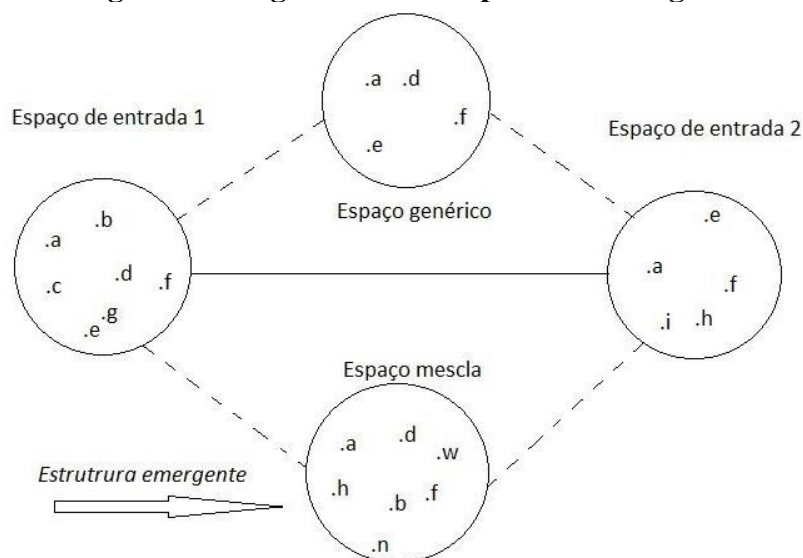 .a .d
.f
.e
Espaço de entrada 1
Espaço de entrada 2
Espaço genérico
.b
.a
.d
.f
.c
.g
.e
.e
.a
.f
.i .h
Espaço mescla
.a
.d
.w
.h
.b
.f
.n
Estrutrura emergente